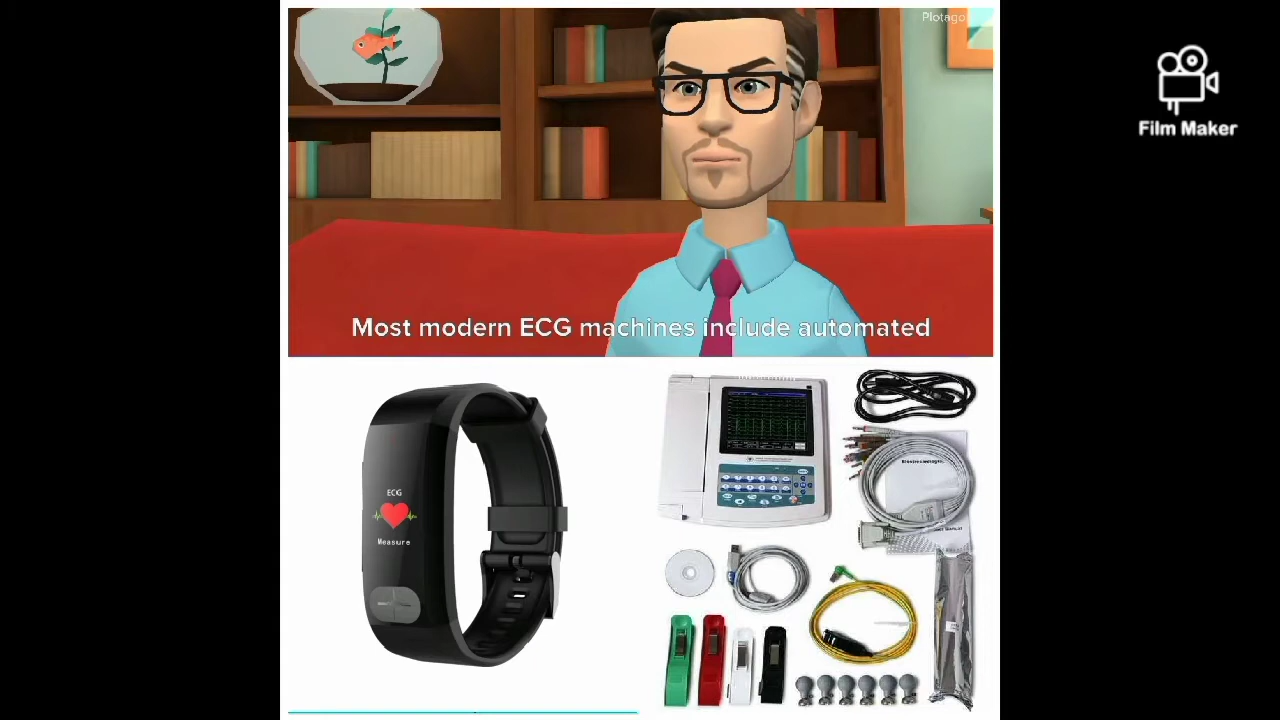 Plotagon
Film Maker
Most modern ECG machines include automated
ECG
Measure